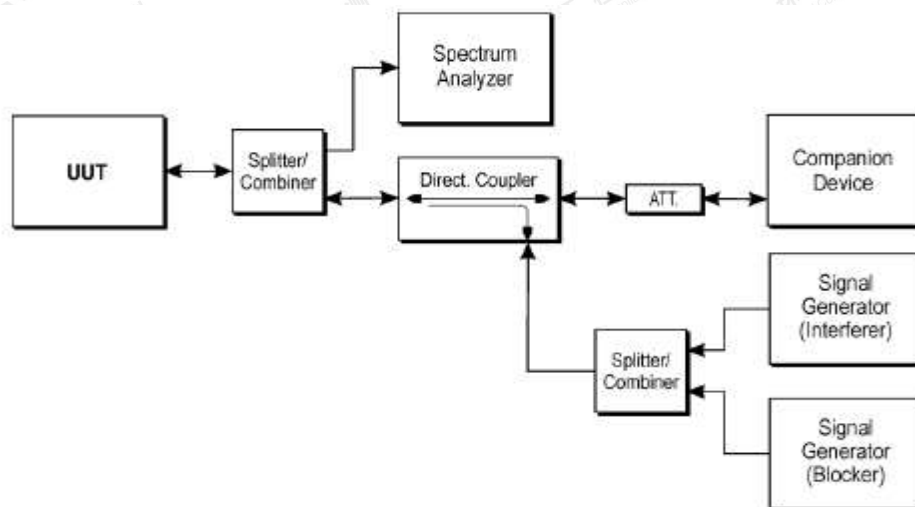 Spectrum
Analyzer
UUT
Splitter/
Combiner
Direct. Coupler
ATT.
Companion
Device
Signal
Generator
(Interferer)
Splitter/
Combiner
Signal
Generator
(Blocker)